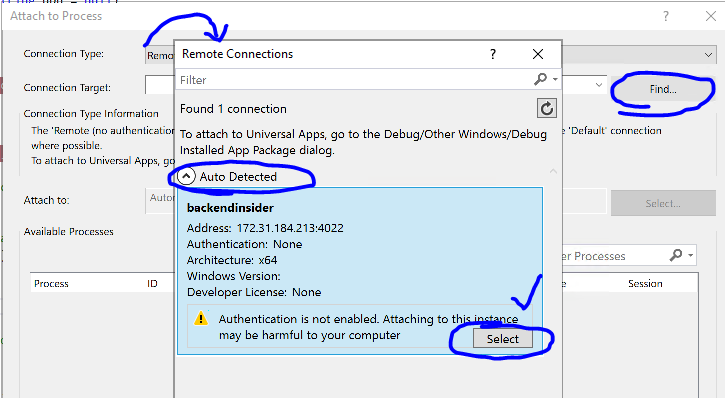 Attach to Process
?
Connection Type:
Remo
Connection Target:
Find...
Connection Type Information
The 'Remote (no authentication
'Default' connection
where possible.
To attach to Universal Apps, go
Attach to:
Autor
Select...
Available Processes
er Processes
Process
ID
Session
Remote Connections
?
Filter
Found 1 connection
To attach to Universal Apps, go to the Debug/Other Windows/Debug
Installed App Package dialog.
Auto Detected
backendinsider
Address: 172.31.184.213:4022
Authentication: None
Architecture: x64
Windows Version:
Developer License: None
Authentication is not enabled. Attaching to this instance
may be harmful to your computer
Select